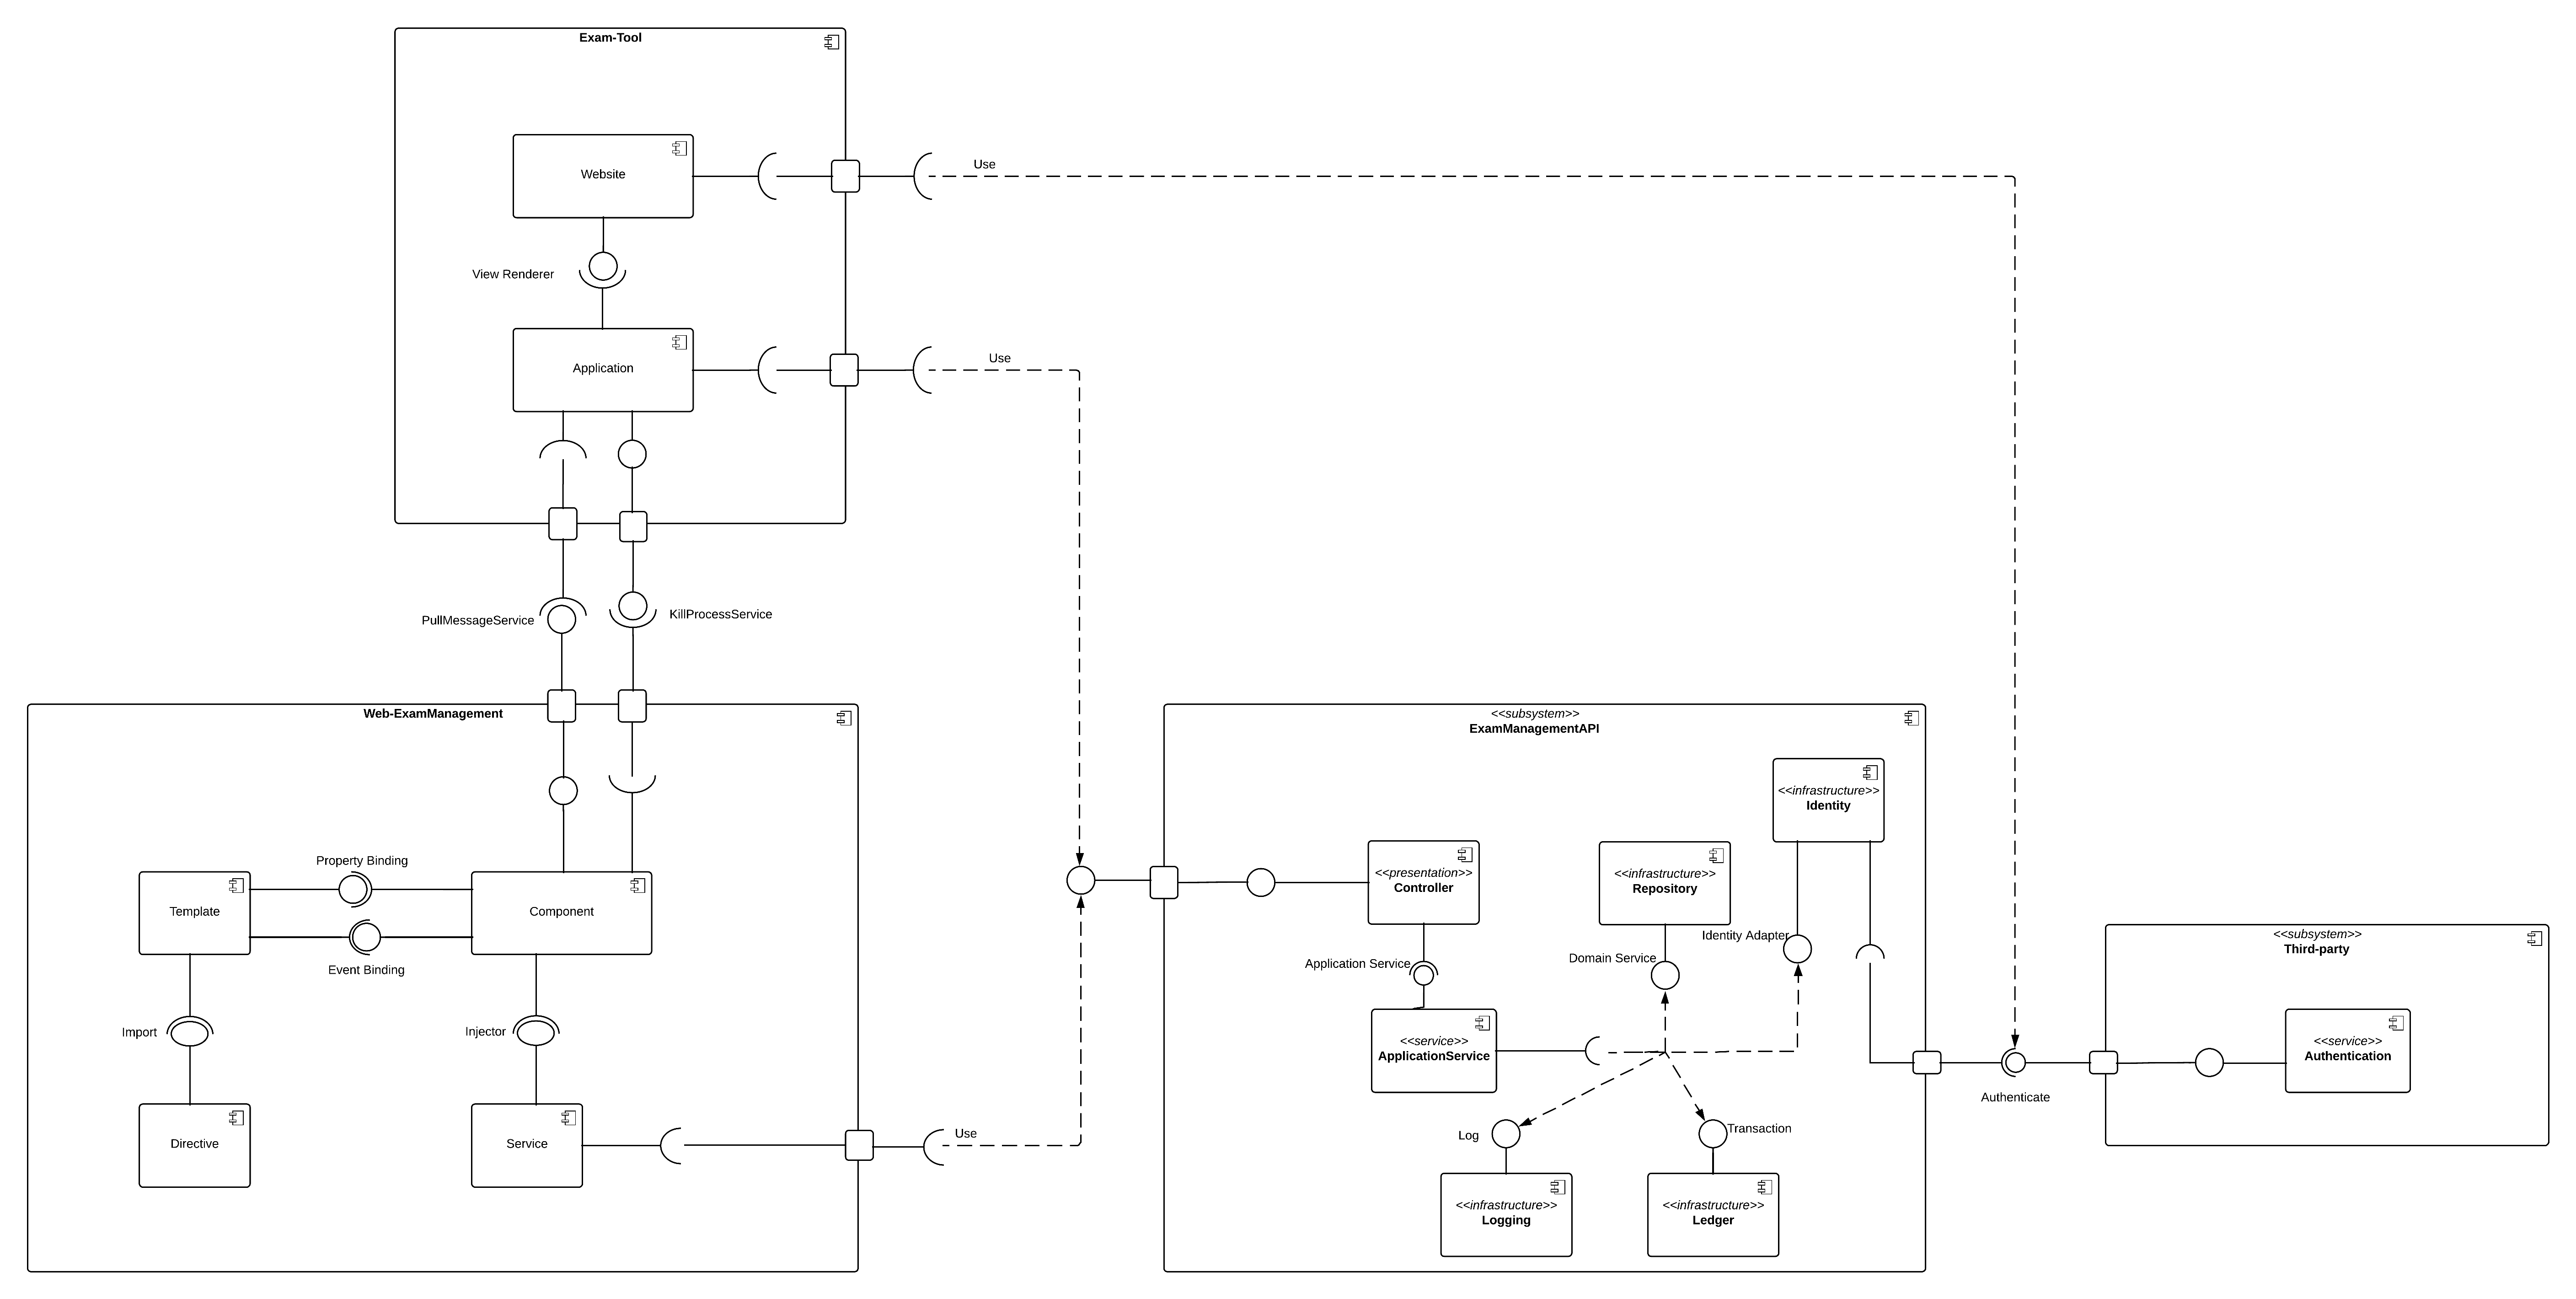 Exam-Tool
Website
Use
View Renderer
Use
Application
PullMessageService
KillProcessService
Web-ExamManagement
Property Binding
Template
Component
Event Binding
Import
Injector
Directive
Service
Use
<<subsystem>>
ExamManagementAPI
<<infrastructure>>
Identity
<<presentation>>
Controller
<<infrastructure>>
Repository
Identity Adapter
Application Service
Domain Service
<<service>>
ApplicationService
Log
Transaction
<<infrastructure>>
Logging
<<infrastructure>>
Ledger
Authenticate
<<subsystem>>
Third-party
<<service>>
Authentication